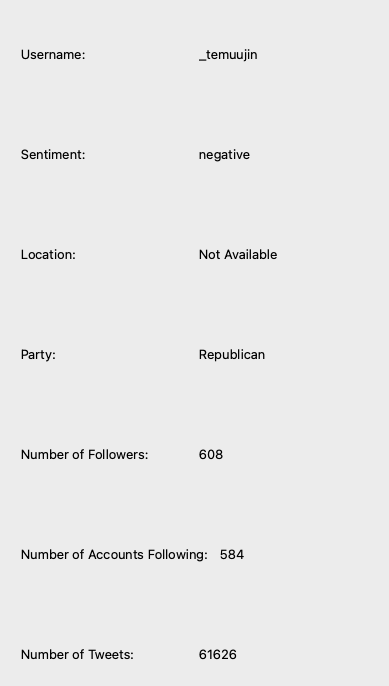 Username: _temuujin
Sentiment: negative
Location: Not Available
Party: Republican
Number of Followers: 608
Number of Accounts Following: 584
Number of Tweets: 61626